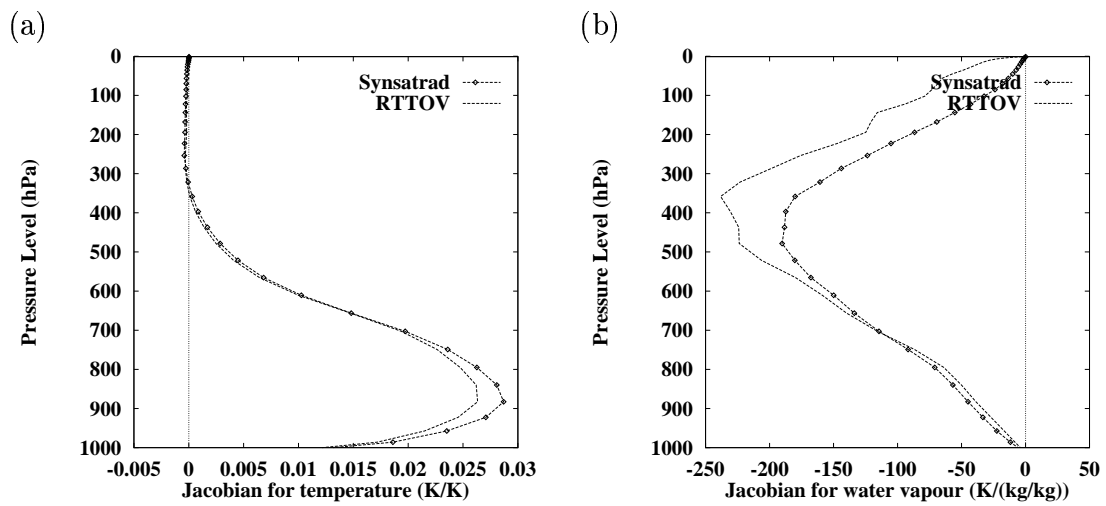 (a)
Synsatrad
RTTOV
Pressure Level (hPa)
0
100
200
300
400
500
600
700
800
900
1000
-0.005 0 0.005 0.01 0.015 0.02 0.025 0.03
Jacobian for temperature (K/K)
(b)
Synsatrad
RTTOV
Pressure Level (hPa)
0
100
200
300
400
500
600
700
800
900
1000
-250 -200 -150 -100 -50 0 50
Jacobian for water vapour (K/(kg/kg))